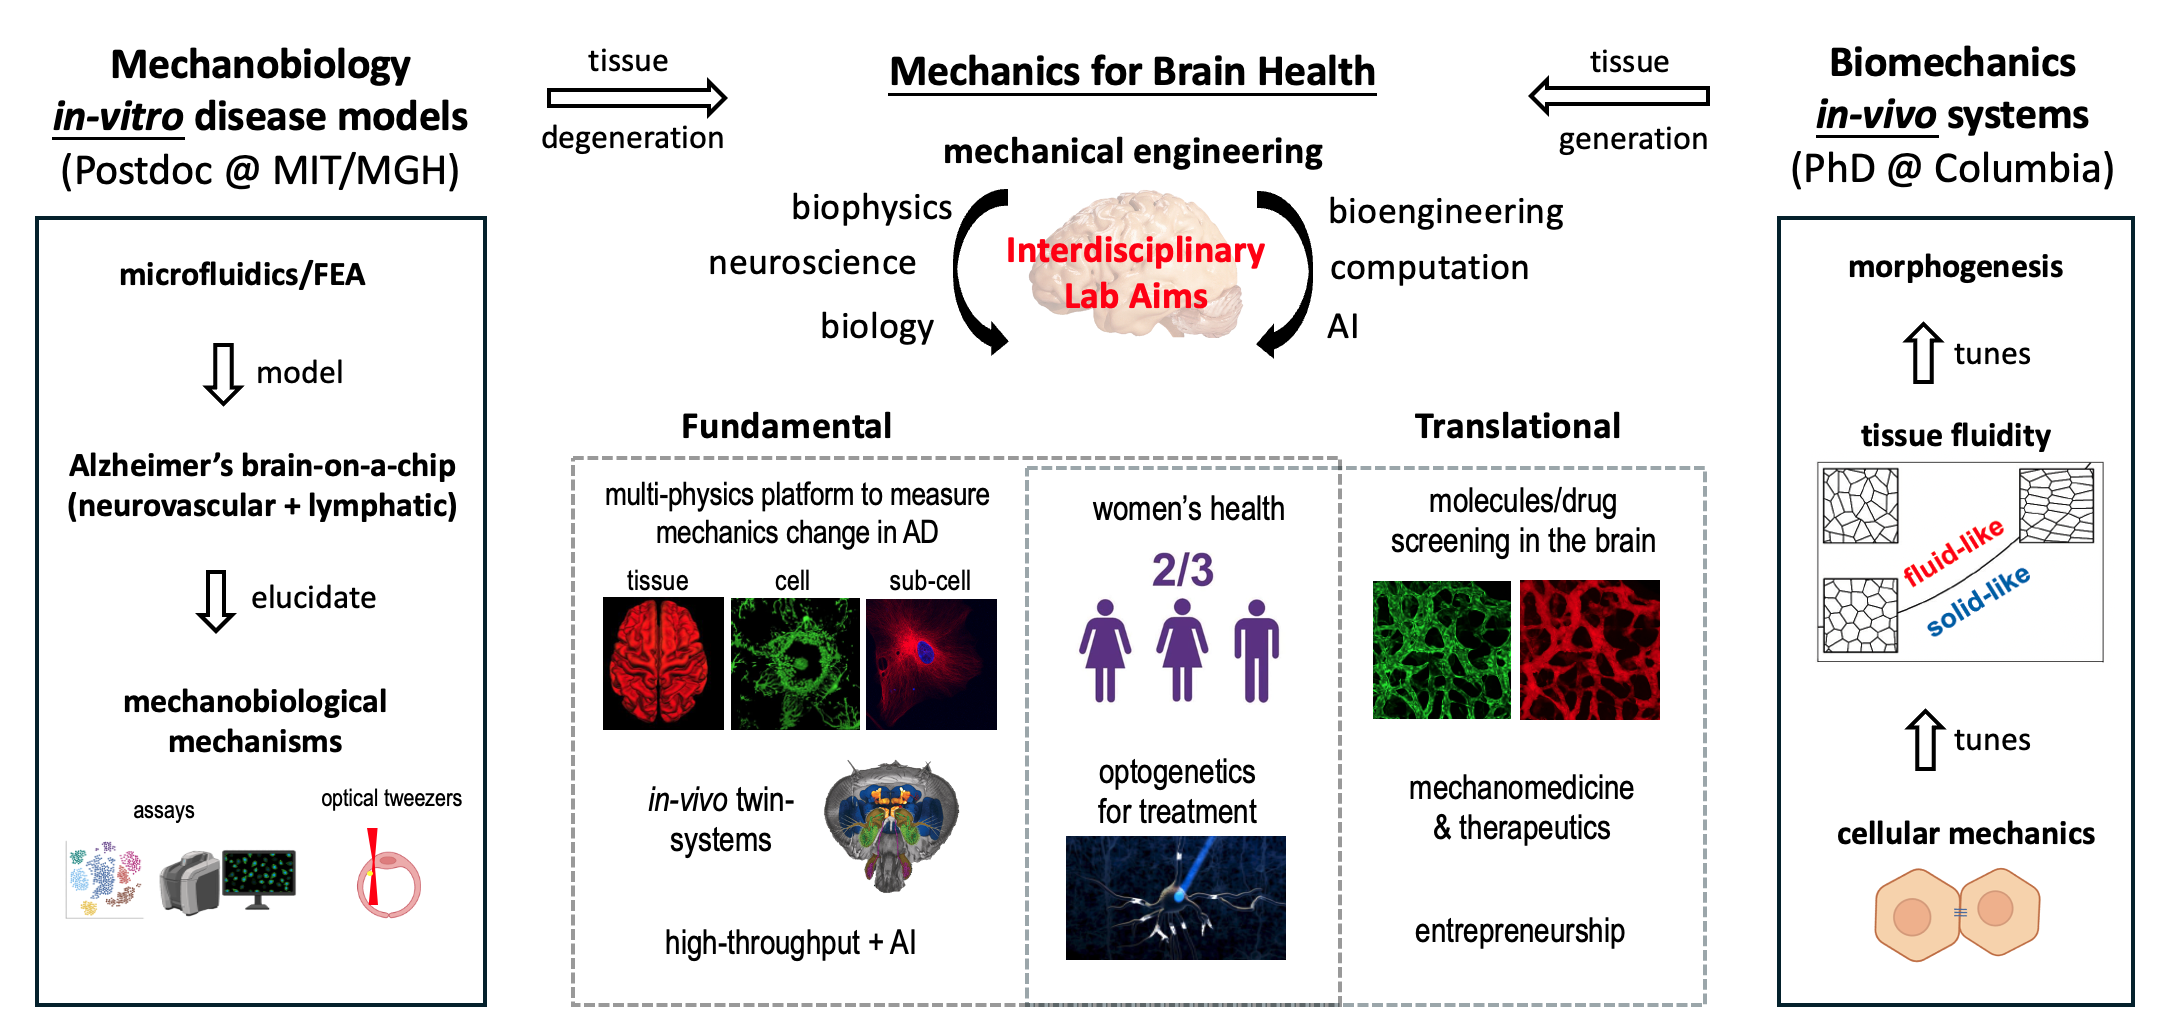 Mechanobiology
in-vitro disease models
(Postdoc @ MIT/MGH)
microfluidics/FEA
model
Alzheimer’s brain-on-a-chip
(neurovascular + lymphatic)
elucidate
mechanobiological
mechanisms
assays
optical tweezers
tissue
degeneration
Mechanics for Brain Health
mechanical engineering
biophysics
neuroscience
biology
Interdisciplinary
Lab Aims
bioengineering
computation
AI
tissue
generation
Fundamental
multi-physics platform to measure
mechanics change in AD
tissue
cell
sub-cell
in-vivo twin-
systems
high-throughput + AI
women’s health
2/3
optogenetics
for treatment
Translational
molecules/drug
screening in the brain
mechanomedicine
& therapeutics
entrepreneurship
Biomechanics
in-vivo systems
(PhD @ Columbia)
morphogenesis
tunes
tissue fluidity
fluid-like
solid-like
tunes
cellular mechanics